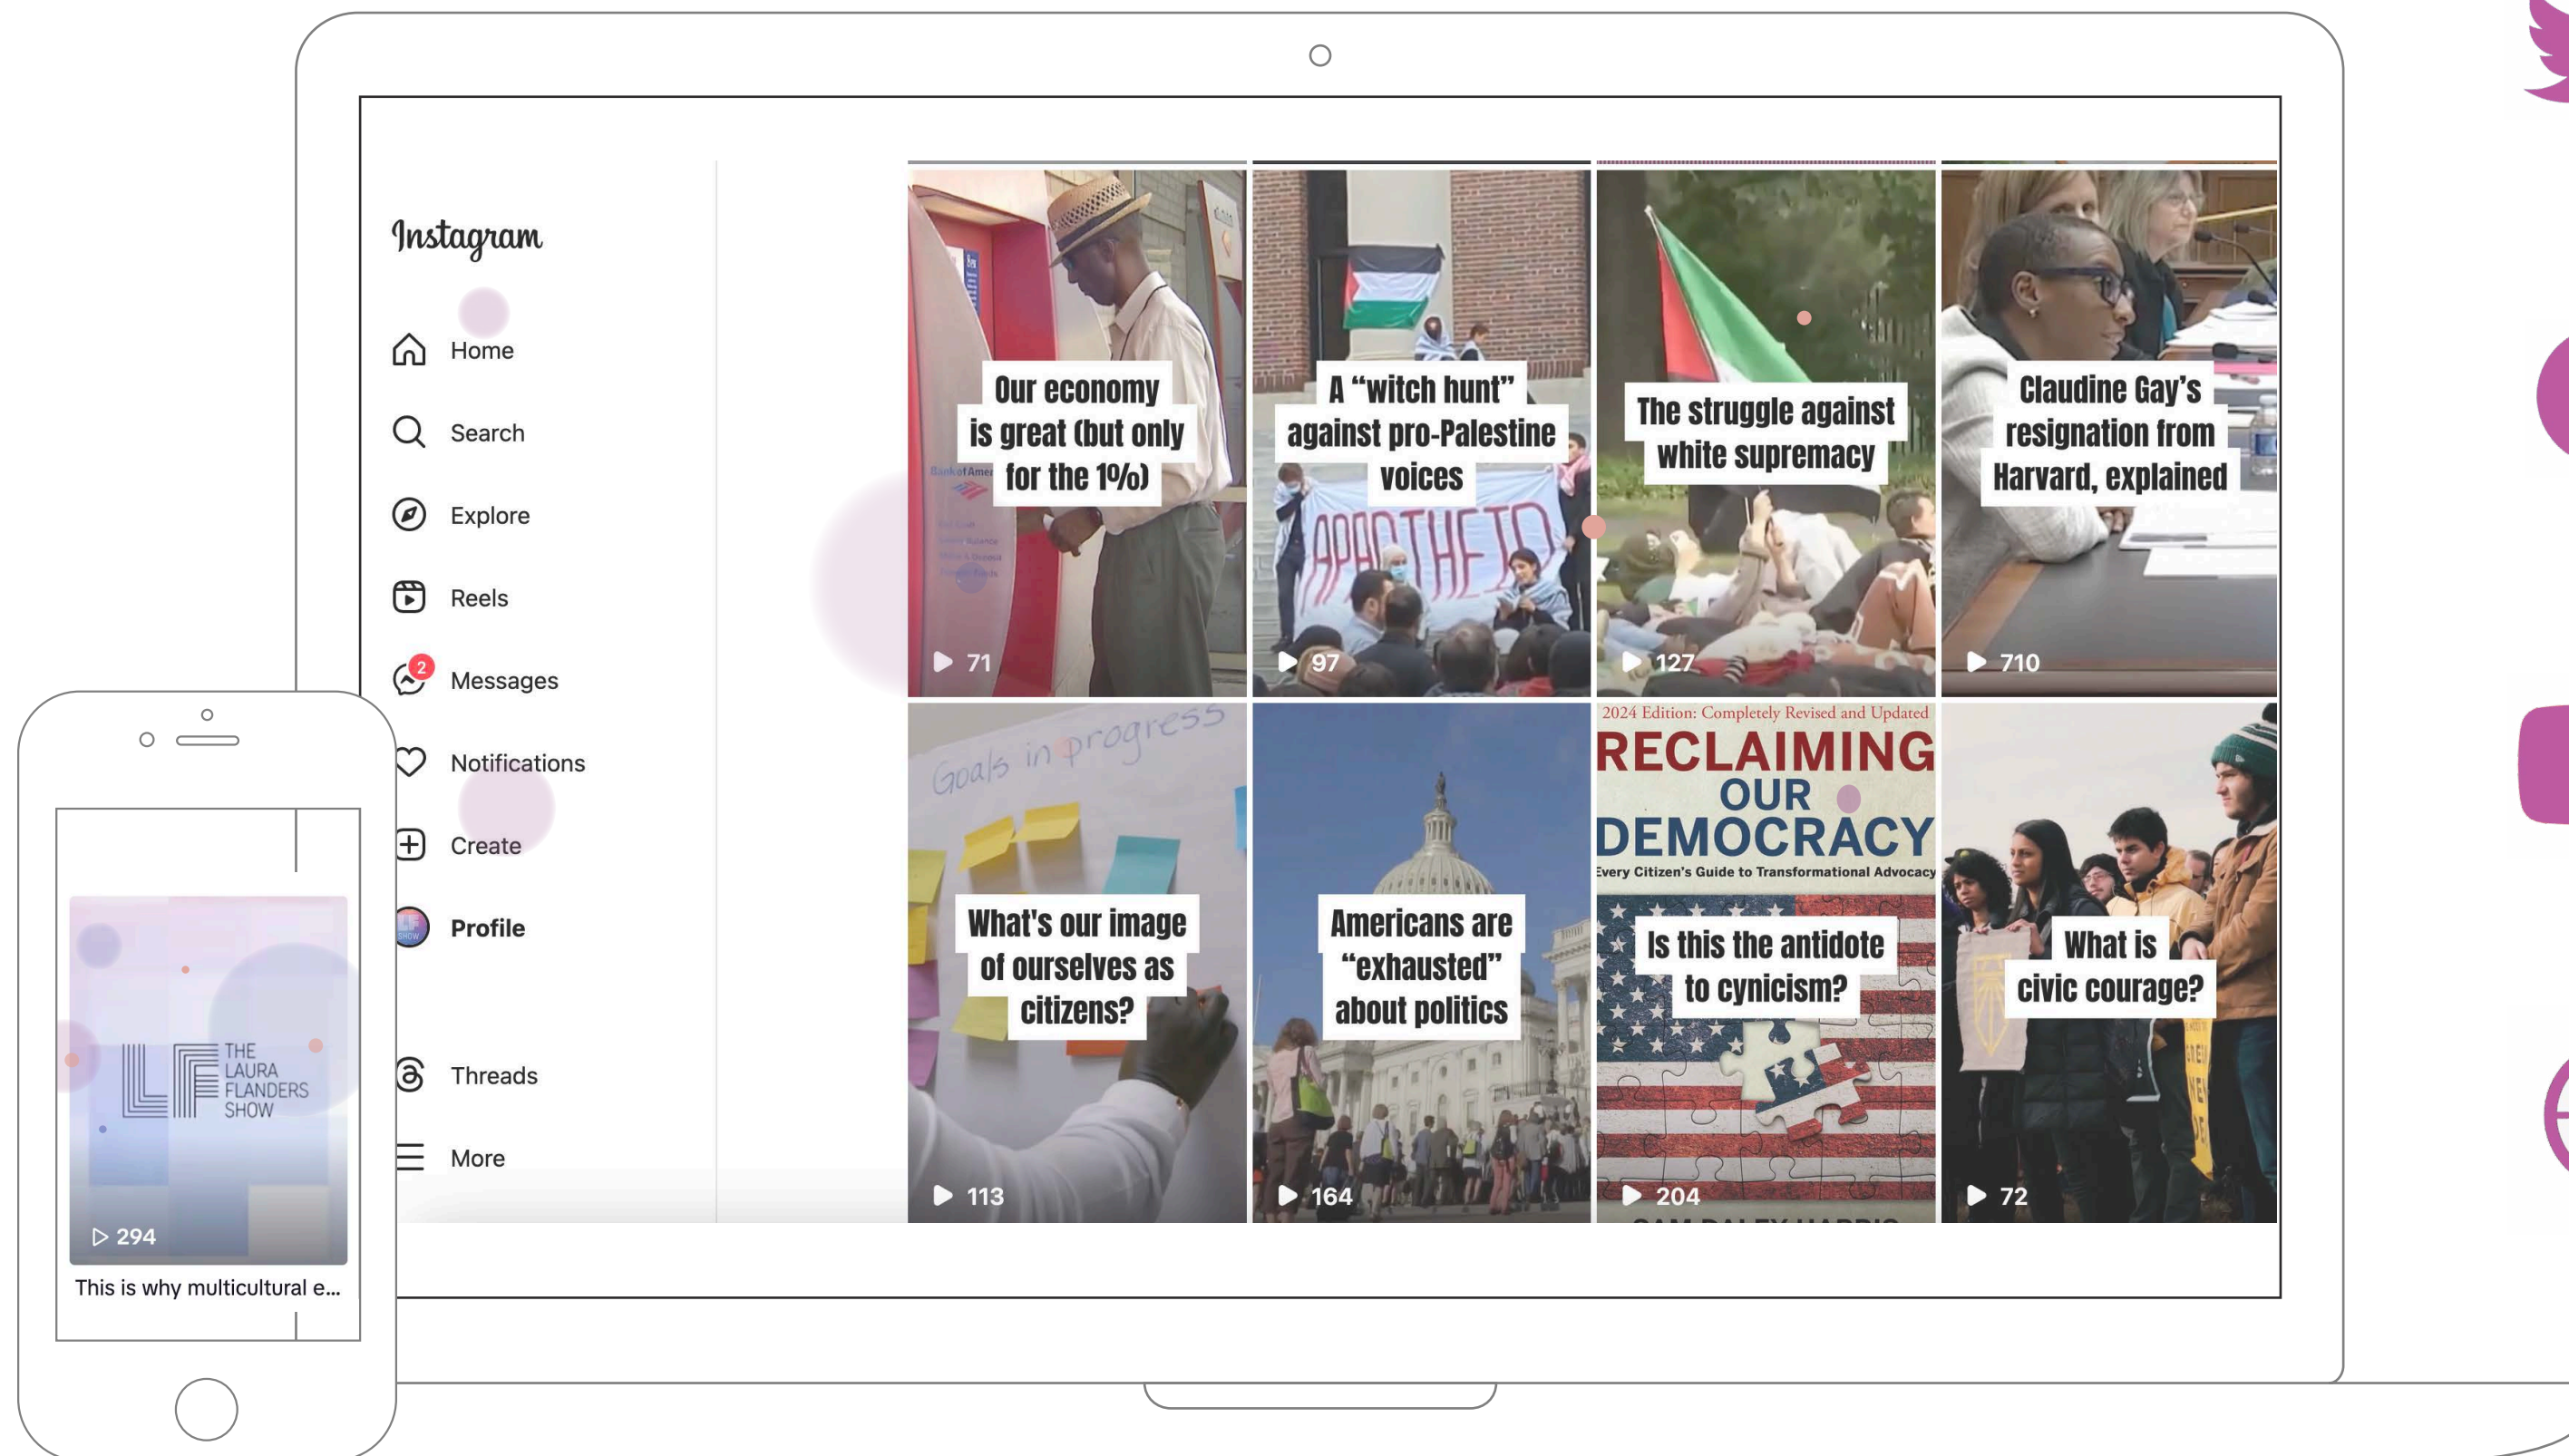 Instagram
Home
Search
Explore
Reels
2
Messages
Notifications
Create
Profile
Threads
More
Our economy
is great (but only
for the 1%)
71
A “witch hunt”
against pro-Palestine
voices
APARTHEID
97
The struggle against
white supremacy
127
Claudine Gay’s
resignation from
Harvard, explained
710
Goals in progress
What's our image
of ourselves as
citizens?
113
Americans are
“exhausted”
about politics
164
2024 Edition: Completely Revised and Updated
RECLAIMING
OUR
DEMOCRACY
Every Citizen's Guide to Transformational Advocacy
Is this the antidote
to cynicism?
204
What is
civic courage?
72
LF
THE
LAURA
FLANDERS
SHOW
294
This is why multicultural e...